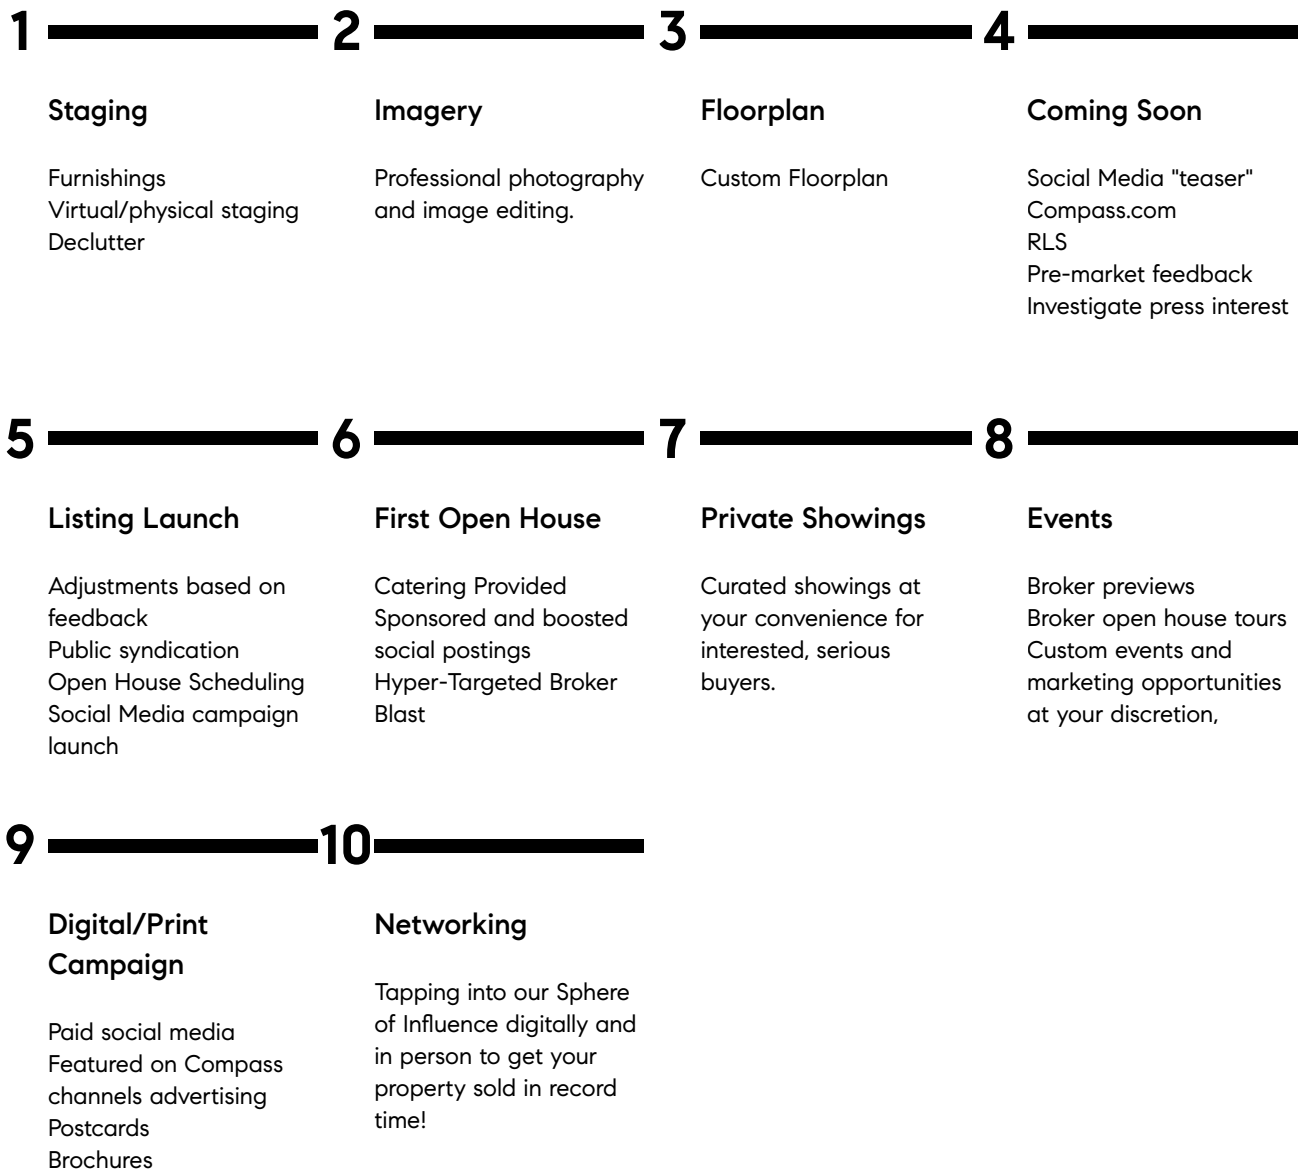 1
Staging
Furnishings
Virtual/physical staging
Declutter
2
Imagery
Professional photography
and image editing.
3
Floorplan
Custom Floorplan
4
Coming Soon
Social Media "teaser"
Compass.com
RLS
Pre-market feedback
Investigate press interest
5
Listing Launch
Adjustments based on
feedback
Public syndication
Open House Scheduling
Social Media campaign
launch
6
First Open House
Catering Provided
Sponsored and boosted
social postings
Hyper-Targeted Broker
Blast
7
Private Showings
Curated showings at
your convenience for
interested, serious
buyers.
8
Events
Broker previews
Broker open house tours
Custom events and
marketing opportunities
at your discretion,
9
Digital/Print
Campaign
Paid social media
Featured on Compass
channels advertising
Postcards
Brochures
10
Networking
Tapping into our Sphere
of Influence digitally and
in person to get your
property sold in record
time!